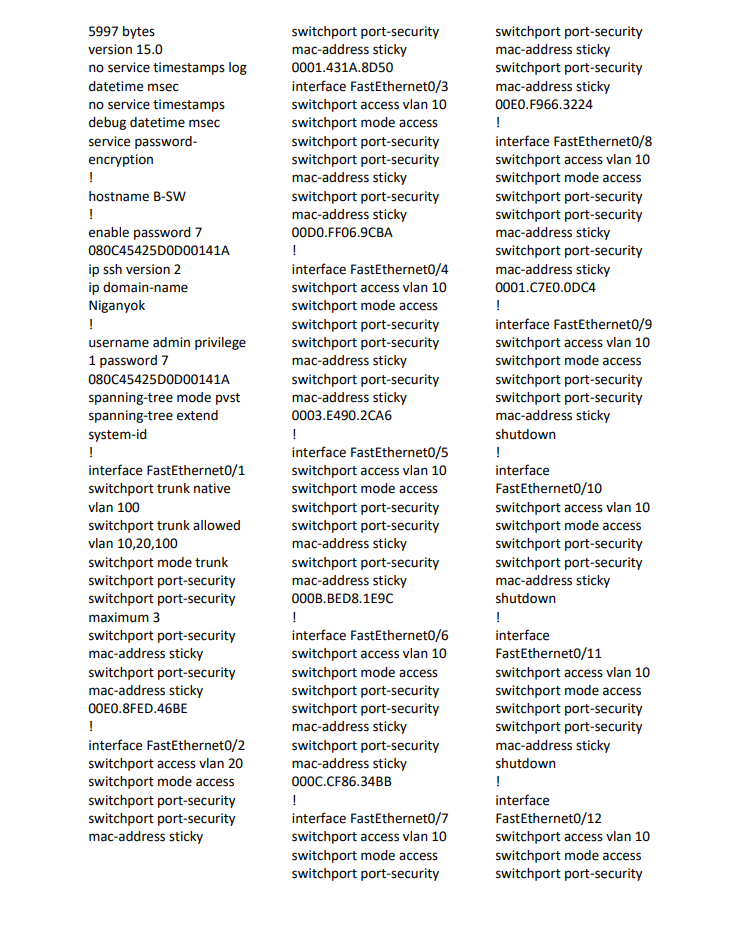 5997 bytes
version 15.0
no service timestamps log
datetime msec
no service timestamps
debug datetime msec
service password-
encryption
!
hostname B-SW
!
enable password 7
080C45425D0D00141A
ip ssh version 2
ip domain-name
Niganyok
!
username admin privilege
1 password 7
080C45425D0D00141A
spanning-tree mode pvst
spanning-tree extend
system-id
!
interface FastEthernet0/1
switchport trunk native
vlan 100
switchport trunk allowed
vlan 10,20,100
switchport mode trunk
switchport port-security
switchport port-security
maximum 3
switchport port-security
mac-address sticky
switchport port-security
mac-address sticky
00E0.8FED.46BE
!
interface FastEthernet0/2
switchport access vlan 20
switchport mode access
switchport port-security
switchport port-security
mac-address sticky
switchport port-security
mac-address sticky
0001.431A.8D50
interface FastEthernet0/3
switchport access vlan 10
switchport mode access
switchport port-security
switchport port-security
mac-address sticky
switchport port-security
mac-address sticky
00D0.FF06.9CBA
!
interface FastEthernet0/4
switchport access vlan 10
switchport mode access
switchport port-security
switchport port-security
mac-address sticky
switchport port-security
mac-address sticky
0003.E490.2CA6
!
interface FastEthernet0/5
switchport access vlan 10
switchport mode access
switchport port-security
switchport port-security
mac-address sticky
switchport port-security
mac-address sticky
000B.BED8.1E9C
!
interface FastEthernet0/6
switchport access vlan 10
switchport mode access
switchport port-security
switchport port-security
mac-address sticky
switchport port-security
mac-address sticky
000C.CF86.34BB
!
interface FastEthernet0/7
switchport access vlan 10
switchport mode access
switchport port-security
switchport port-security
mac-address sticky
switchport port-security
mac-address sticky
00E0.F966.3224
!
interface FastEthernet0/8
switchport access vlan 10
switchport mode access
switchport port-security
switchport port-security
mac-address sticky
switchport port-security
mac-address sticky
0001.C7E0.0DC4
!
interface FastEthernet0/9
switchport access vlan 10
switchport mode access
switchport port-security
switchport port-security
mac-address sticky
shutdown
!
interface
FastEthernet0/10
switchport access vlan 10
switchport mode access
switchport port-security
switchport port-security
mac-address sticky
shutdown
!
interface
FastEthernet0/11
switchport access vlan 10
switchport mode access
switchport port-security
switchport port-security
mac-address sticky
shutdown
!
interface
FastEthernet0/12
switchport access vlan 10
switchport mode access
switchport port-security